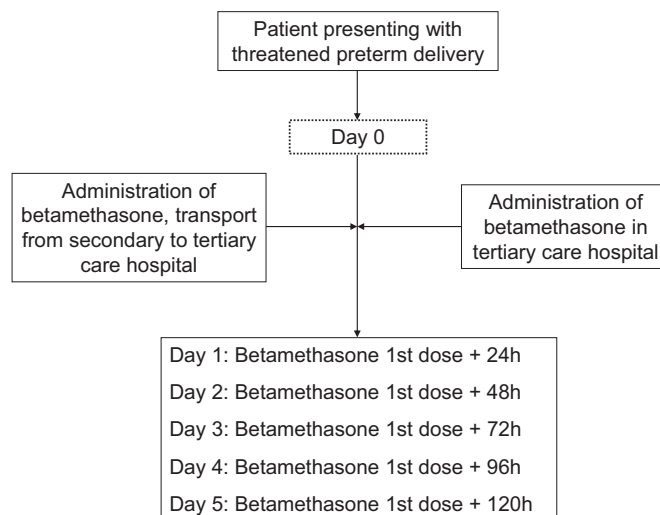 Patient presenting with
threatened preterm delivery
Day 0
Administration of
betamethasone, transport
from secondary to tertiary
care hospital
Administration of
betamethasone in
tertiary care hospital
Day 1: Betamethasone 1st dose + 24h
Day 2: Betamethasone 1st dose + 48h
Day 3: Betamethasone 1st dose + 72h
Day 4: Betamethasone 1st dose + 96h
Day 5: Betamethasone 1st dose + 120h